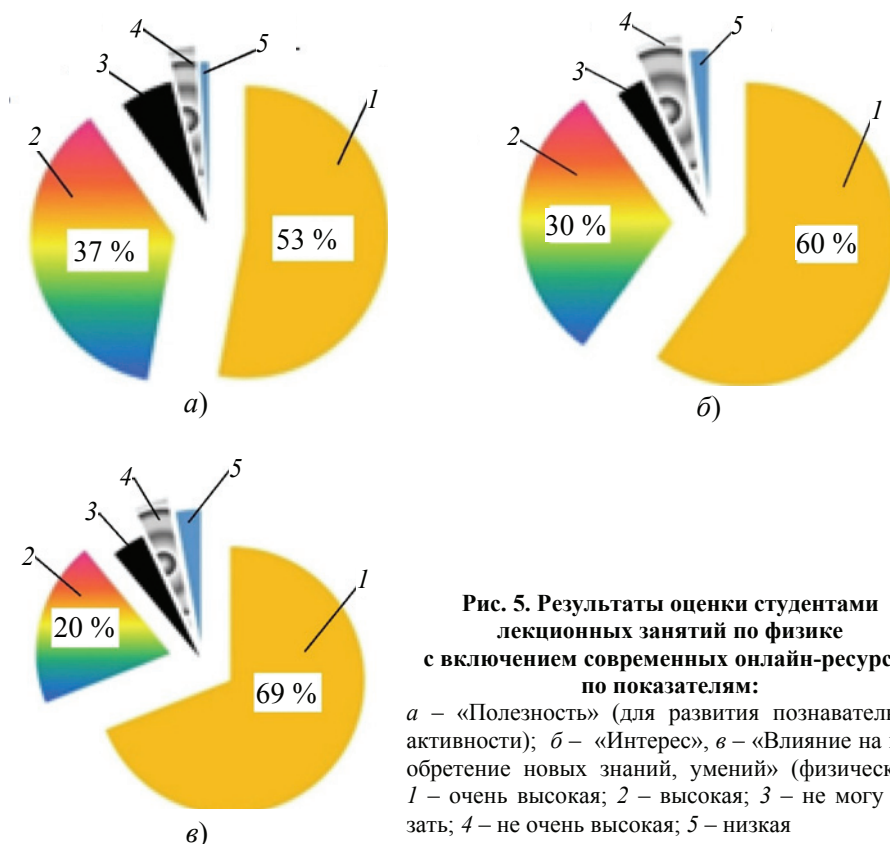 4
5
3
1
2
37 %
53 %
а)
4
5
3
1
2
30 %
60 %
б)
4
5
3
2
1
20 %
69 %
в)
Рис. 5. Результаты оценки студентами
лекционных занятий по физике
с включением современных онлайн-ресурс
по показателям:
а – «Полезность» (для развития познаватель
активности); б – «Интерес», в – «Влияние на
обретение новых знаний, умений» (физическ
1 – очень высокая; 2 – высокая; 3 – не могу
зать; 4 – не очень высокая; 5 – низкая